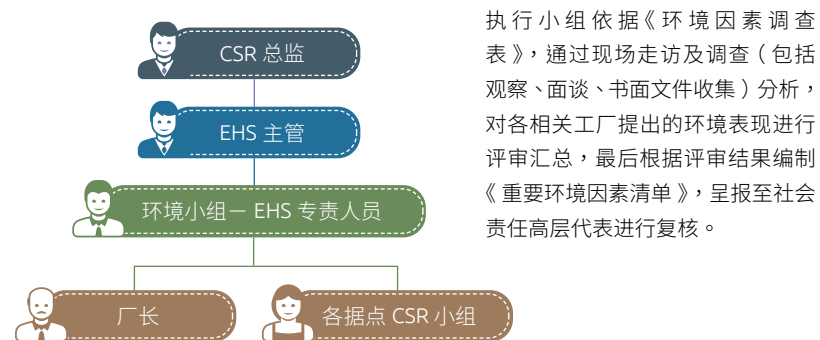 CSR 总监
EHS 主管
环境小组－ EHS 专责人员
厂长
各据点 CSR 小组
执行小组依据《环境因素调查
表》，通过现场走访及调查（包括
观察、面谈、书面文件收集）分析，
对各相关工厂提出的环境表现进行
评审汇总，最后根据评审结果编制
《重要环境因素清单》，呈报至社会
责任高层代表进行复核。